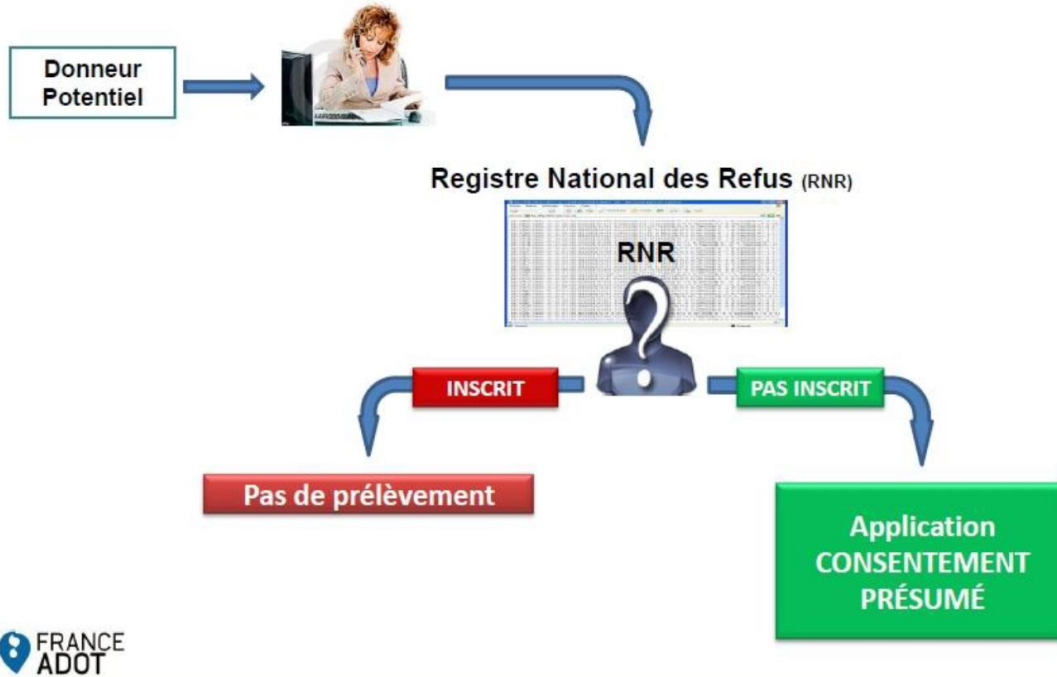 Donneur
Potentiel
Registre National des Refus (RNR)
RNR
INSCRIT
PAS INSCRIT
Pas de prélèvement
Application
CONSENTEMENT
PRÉSUMÉ
FRANCE
ADOT